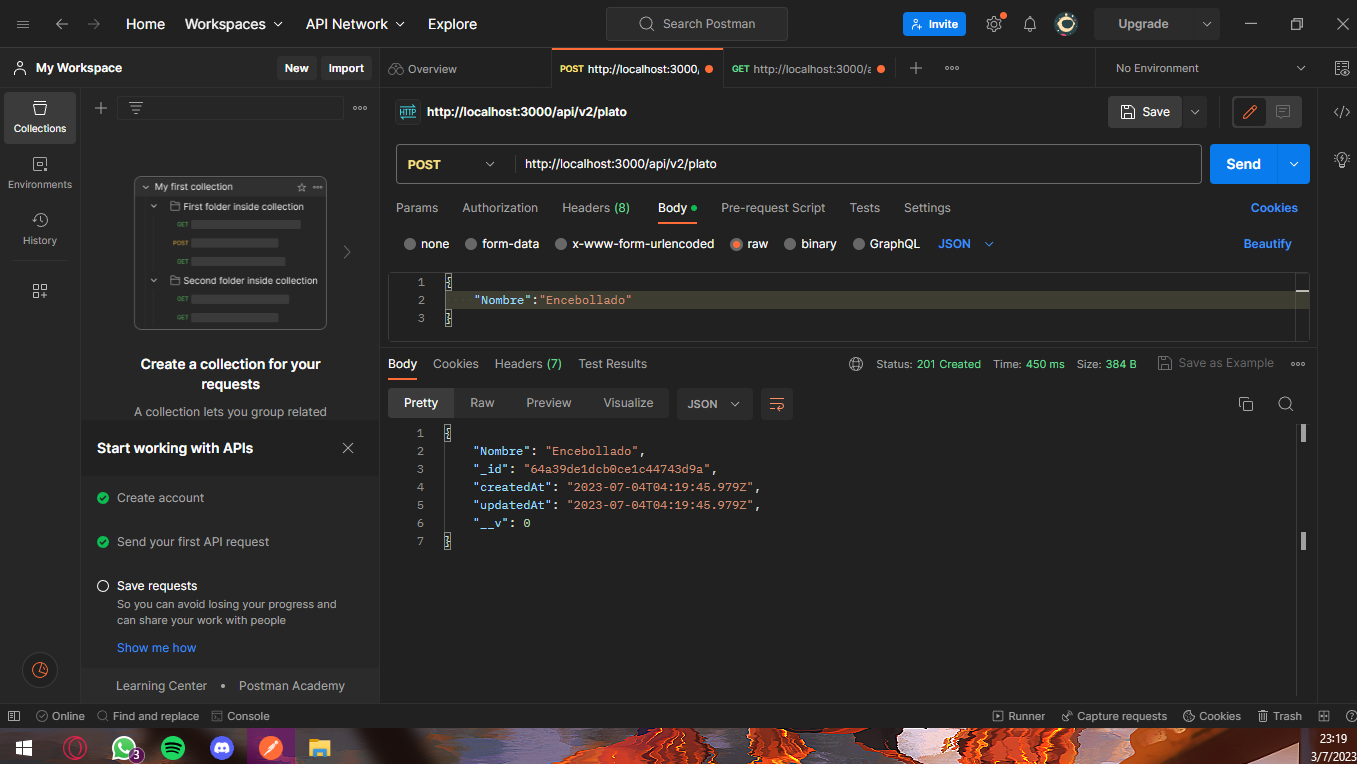 Home Workspaces API Network Explore Search Postman Invite Upgrade
My Workspace New Import
Overview POST http://localhost:3000, GET http://localhost:3000/a No Environment
Collections
Environments
History
My first collection
First folder inside collection
GET
POST
GET
Second folder inside collection
GET
GET
Create a collection for your
requests
A collection lets you group related
Start working with APIs
Create account
Send your first API request
Save requests
So you can avoid losing your progress and
can share your work with people
Show me how
Learning Center • Postman Academy
HTTP http://localhost:3000/api/v2/plato Save
POST http://localhost:3000/api/v2/plato Send
Params Authorization Headers (8) Body Pre-request Script Tests Settings Cookies
none form-data x-www-form-urlencoded raw binary GraphQL JSON Beautify
1 {
2 "Nombre":"Encebollado"
3 }
Body Cookies Headers (7) Test Results Status: 201 Created Time: 450 ms Size: 384 B Save as Example
Pretty Raw Preview Visualize JSON
1 {
2 "Nombre": "Encebollado",
3 "_id": "64a39de1dcb0ce1c44743d9a",
4 "createdAt": "2023-07-04T04:19:45.979Z",
5 "updatedAt": "2023-07-04T04:19:45.979Z",
6 "__v": 0
7 }
Online Find and replace Console Runner Capture requests Cookies Trash
3
23:19
3/7/2023